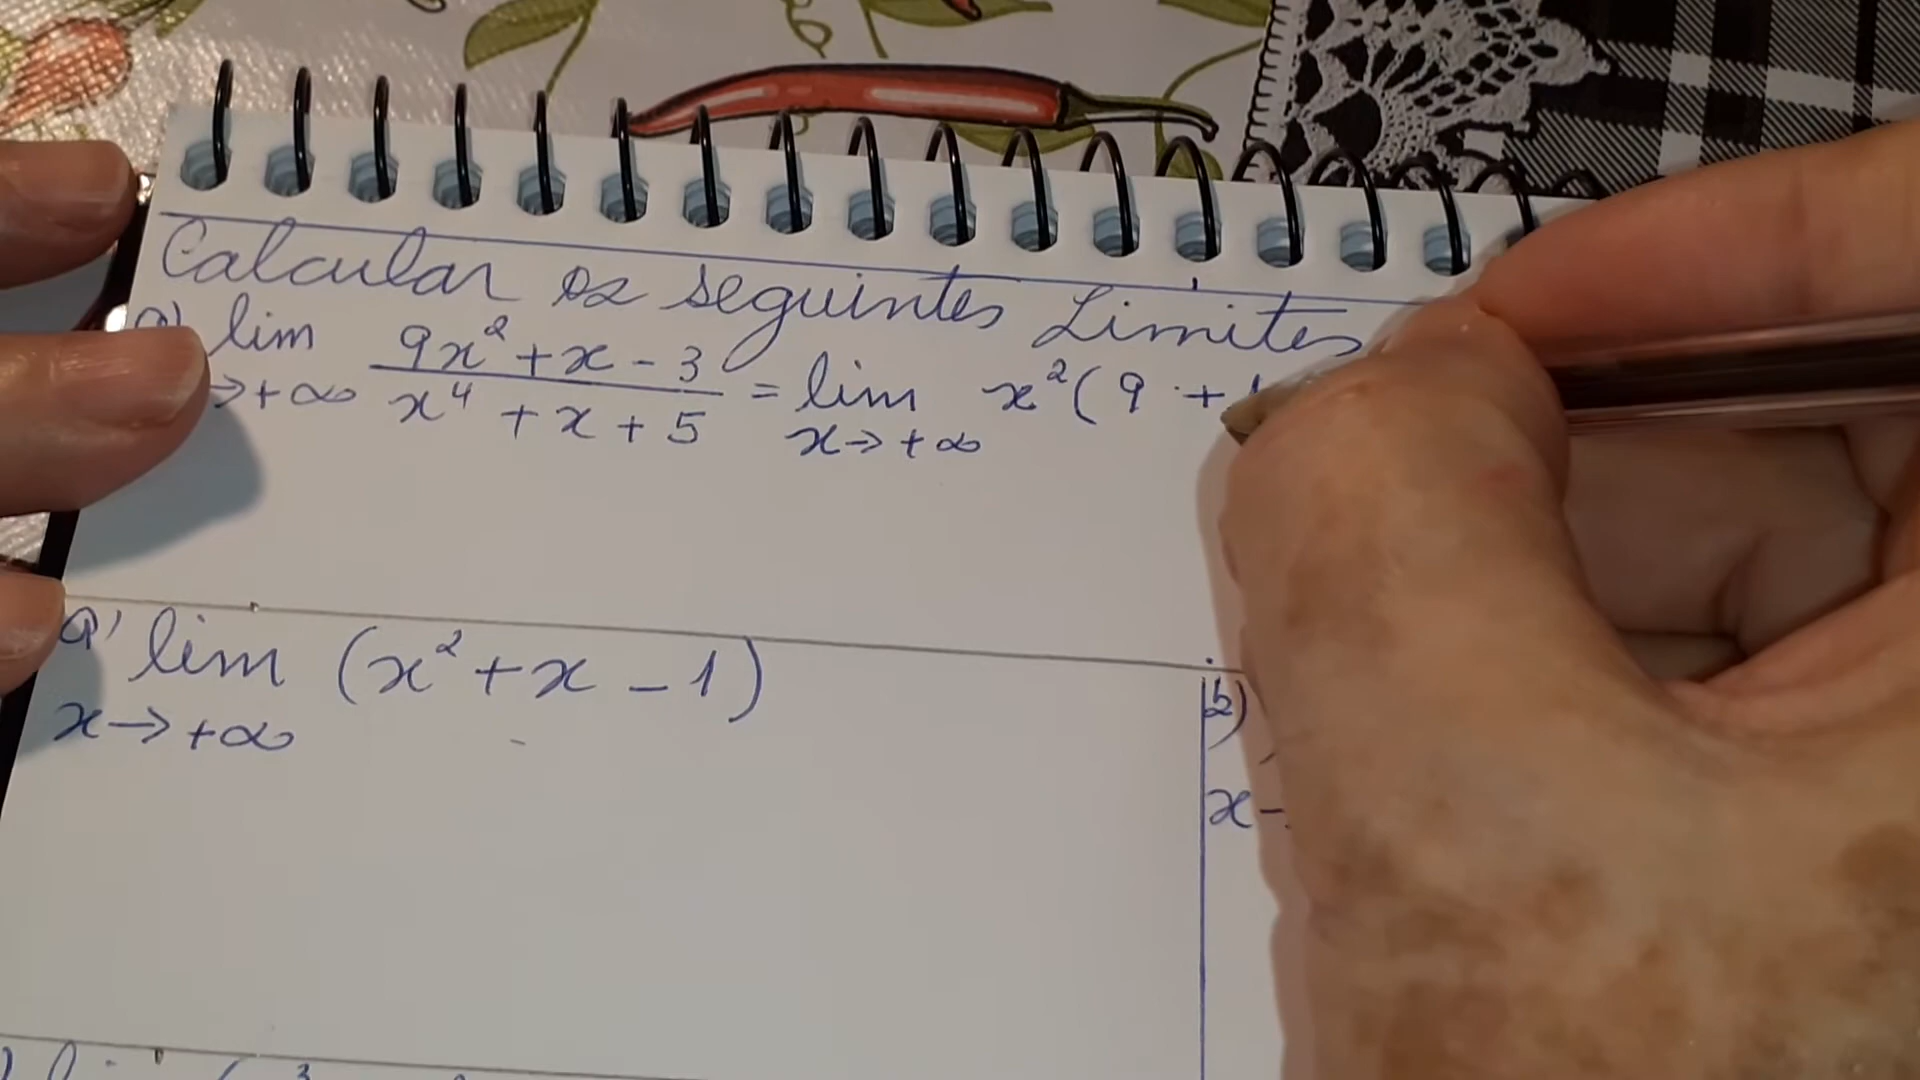 Calcular os seguintes Limites
a) lim 9x² + x - 3 = lim x²(9 +
→+∞ x⁴ + x + 5 x→+∞
a) lim (x² + x - 1)
x→+∞
b)
x-